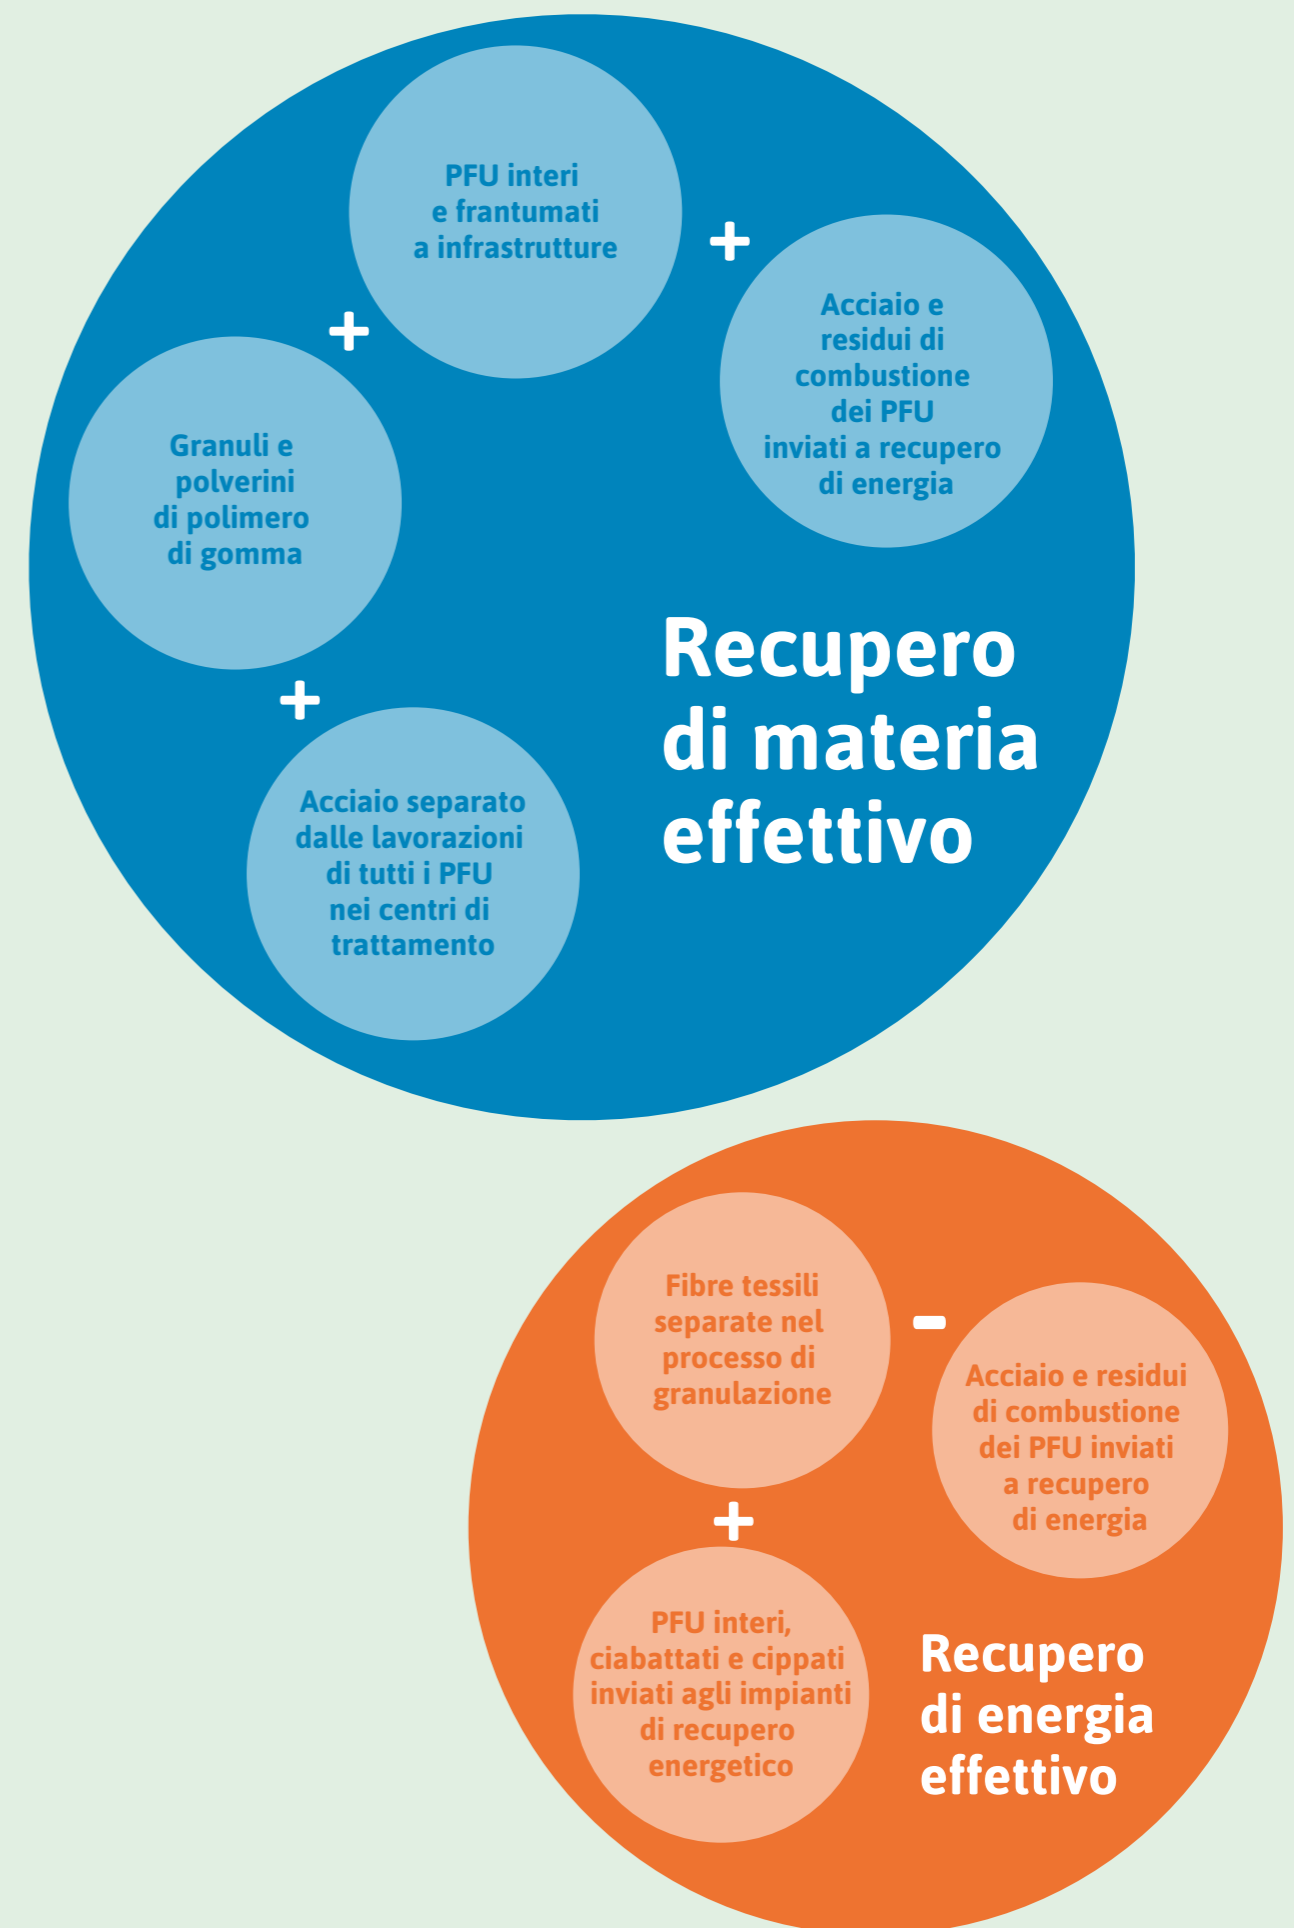 PFU interi
e frantumati
a infrastrutture
+
Acciaio e
residui di
combustione
dei PFU
inviati a recupero
di energia
+
Granuli e
polverini
di polimero
di gomma
+
Acciaio separato
dalle lavorazioni
di tutti i PFU
nei centri di
trattamento
Recupero
di materia
effettivo
Fibre tessili
separate nel
processo di
granulazione
-
Acciaio e residui
di combustione
dei PFU inviati
a recupero
di energia
+
PFU interi,
ciabattati e cippati
inviati agli impianti
di recupero
energetico
Recupero
di energia
effettivo